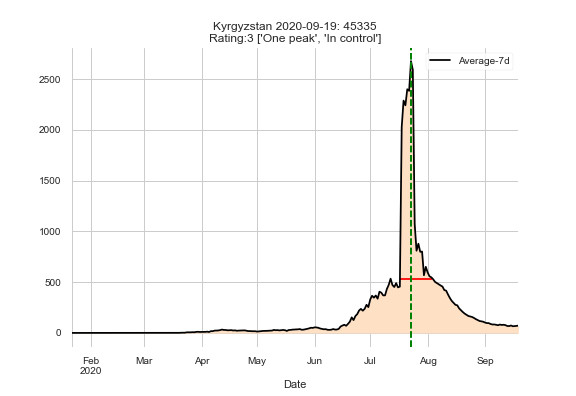 Kyrgyzstan 2020-09-19: 45335
Rating:3 ['One peak', 'In control']
Average-7d
2500
2000
1500
1000
500
0
Feb Mar Apr May Jun Jul Aug Sep
2020
Date